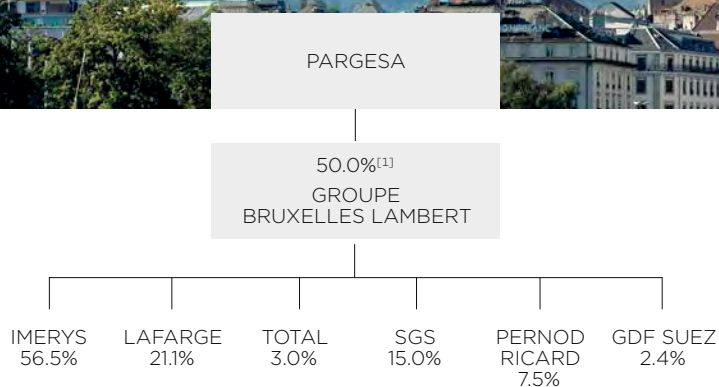 PARGESA
50.0%[1]
GROUPE
BRUXELLES LAMBERT
IMERYS
56.5%
LAFARGE
21.1%
TOTAL
3.0%
SGS
15.0%
PERNOD
RICARD
7.5%
GDF SUEZ
2.4%